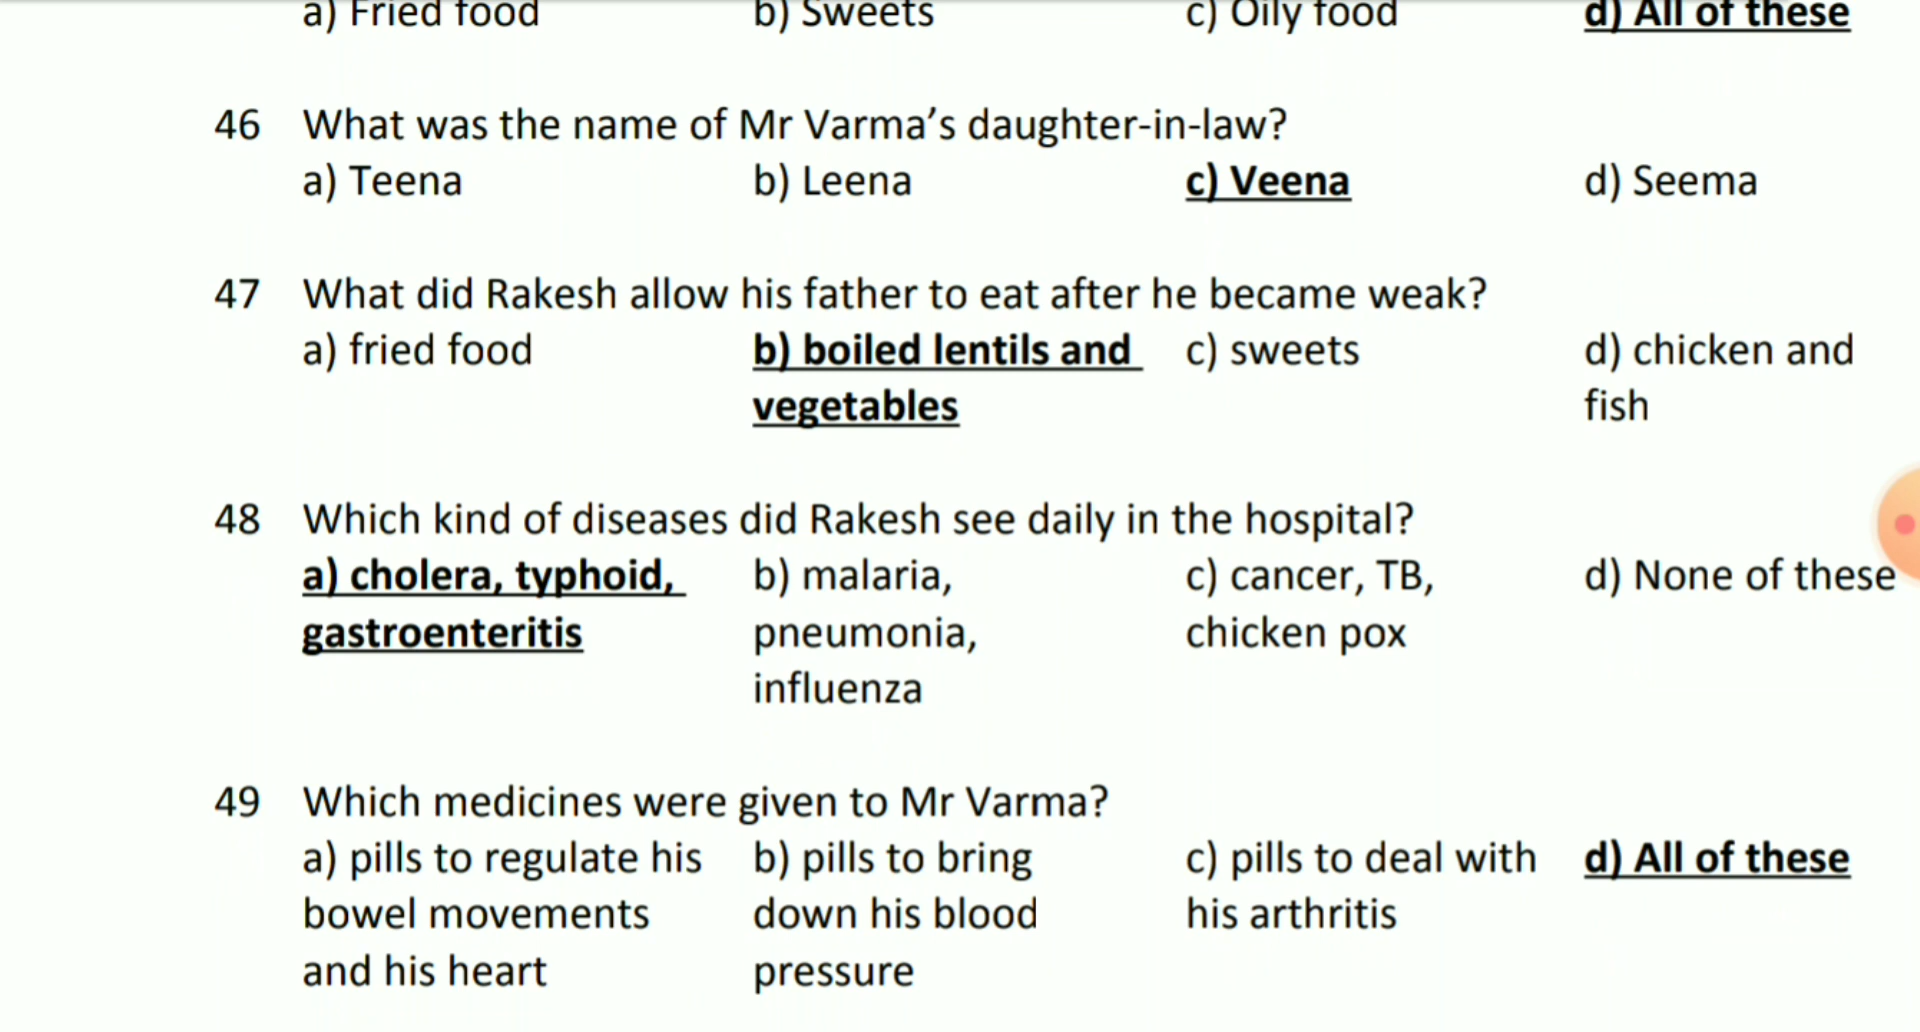 a) Fried food b) Sweets c) Oily food d) All of these
46 What was the name of Mr Varma’s daughter-in-law?
a) Teena b) Leena c) Veena d) Seema
47 What did Rakesh allow his father to eat after he became weak?
a) fried food b) boiled lentils and c) sweets d) chicken and
vegetables fish
48 Which kind of diseases did Rakesh see daily in the hospital?
a) cholera, typhoid, b) malaria, c) cancer, TB, d) None of these
gastroenteritis pneumonia, chicken pox
influenza
49 Which medicines were given to Mr Varma?
a) pills to regulate his b) pills to bring c) pills to deal with d) All of these
bowel movements down his blood his arthritis
and his heart pressure